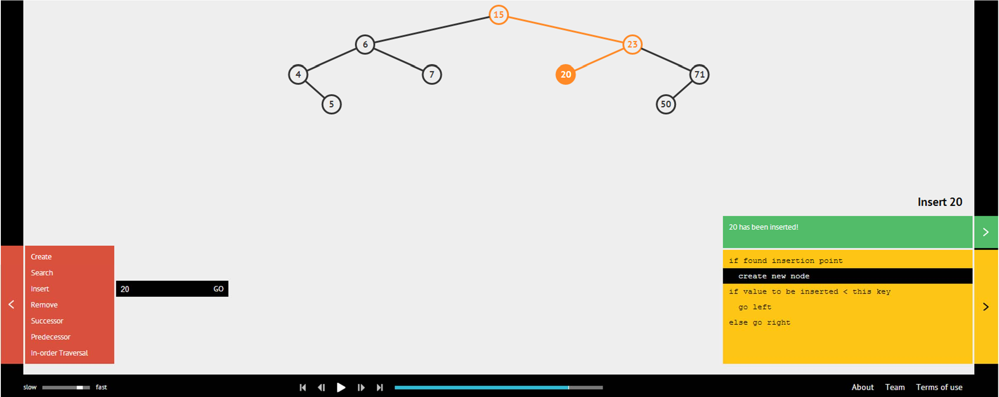 15
6
23
4
7
20
71
5
50
Insert 20
20 has been inserted!
if found insertion point
create new node
if value to be inserted < this key
go left
else go right
Create
Search
Insert
20 GO
Remove
Successor
Predecessor
In-order Traversal
slow fast
About Team Terms of use